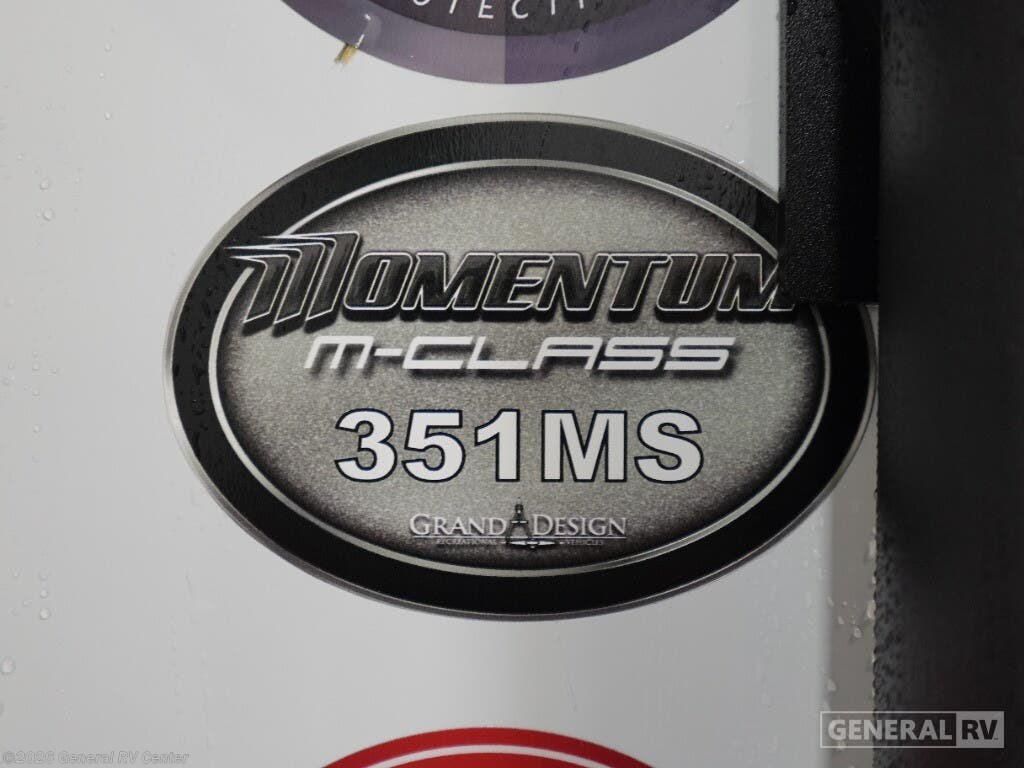 MOMENTUM
M-CLASS
351MS
GRAND DESIGN
RECREATIONAL VEHICLES
GENERAL RV
©2026 General RV Center